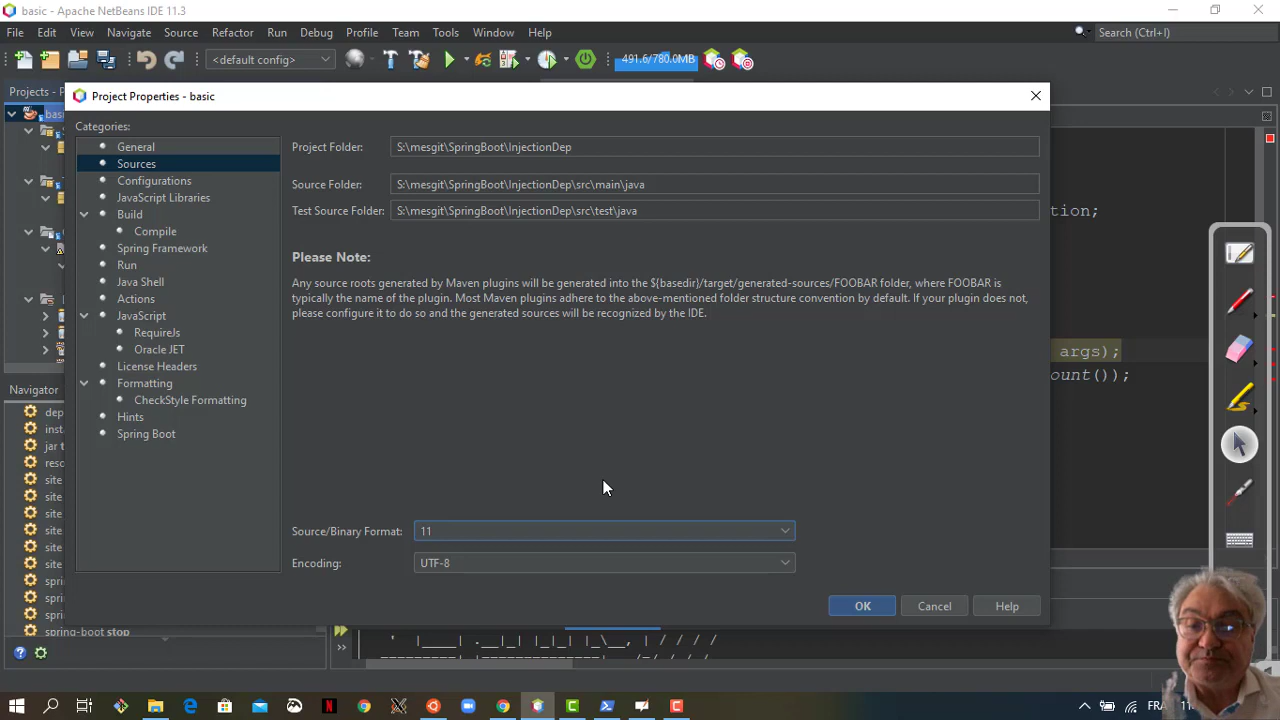 basic - Apache NetBeans IDE 11.3
File Edit View Navigate Source Refactor Run Debug Profile Team Tools Window Help
Search (Ctrl+I)
<default config>
491.6/780.0MB
Projects
Project Properties - basic
Categories:
General
Sources
Configurations
JavaScript Libraries
Build
Compile
Spring Framework
Run
Java Shell
Actions
JavaScript
RequireJs
Oracle JET
License Headers
Formatting
CheckStyle Formatting
Hints
Spring Boot
Project Folder: S:\mesgit\SpringBoot\InjectionDep
Source Folder: S:\mesgit\SpringBoot\InjectionDep\src\main\java
Test Source Folder: S:\mesgit\SpringBoot\InjectionDep\src\test\java
Please Note:
Any source roots generated by Maven plugins will be generated into the ${basedir}/target/generated-sources/FOOBAR folder, where FOOBAR is
typically the name of the plugin. Most Maven plugins adhere to the above-mentioned folder structure convention by default. If your plugin does not,
please configure it to do so and the generated sources will be recognized by the IDE.
Source/Binary Format: 11
Encoding: UTF-8
OK Cancel Help
tion;
args);
ount());
Navigator
dep
inst
jar t
reso
site
site
site
site
site
site
spri
spri
spri
spring-boot stop
FR